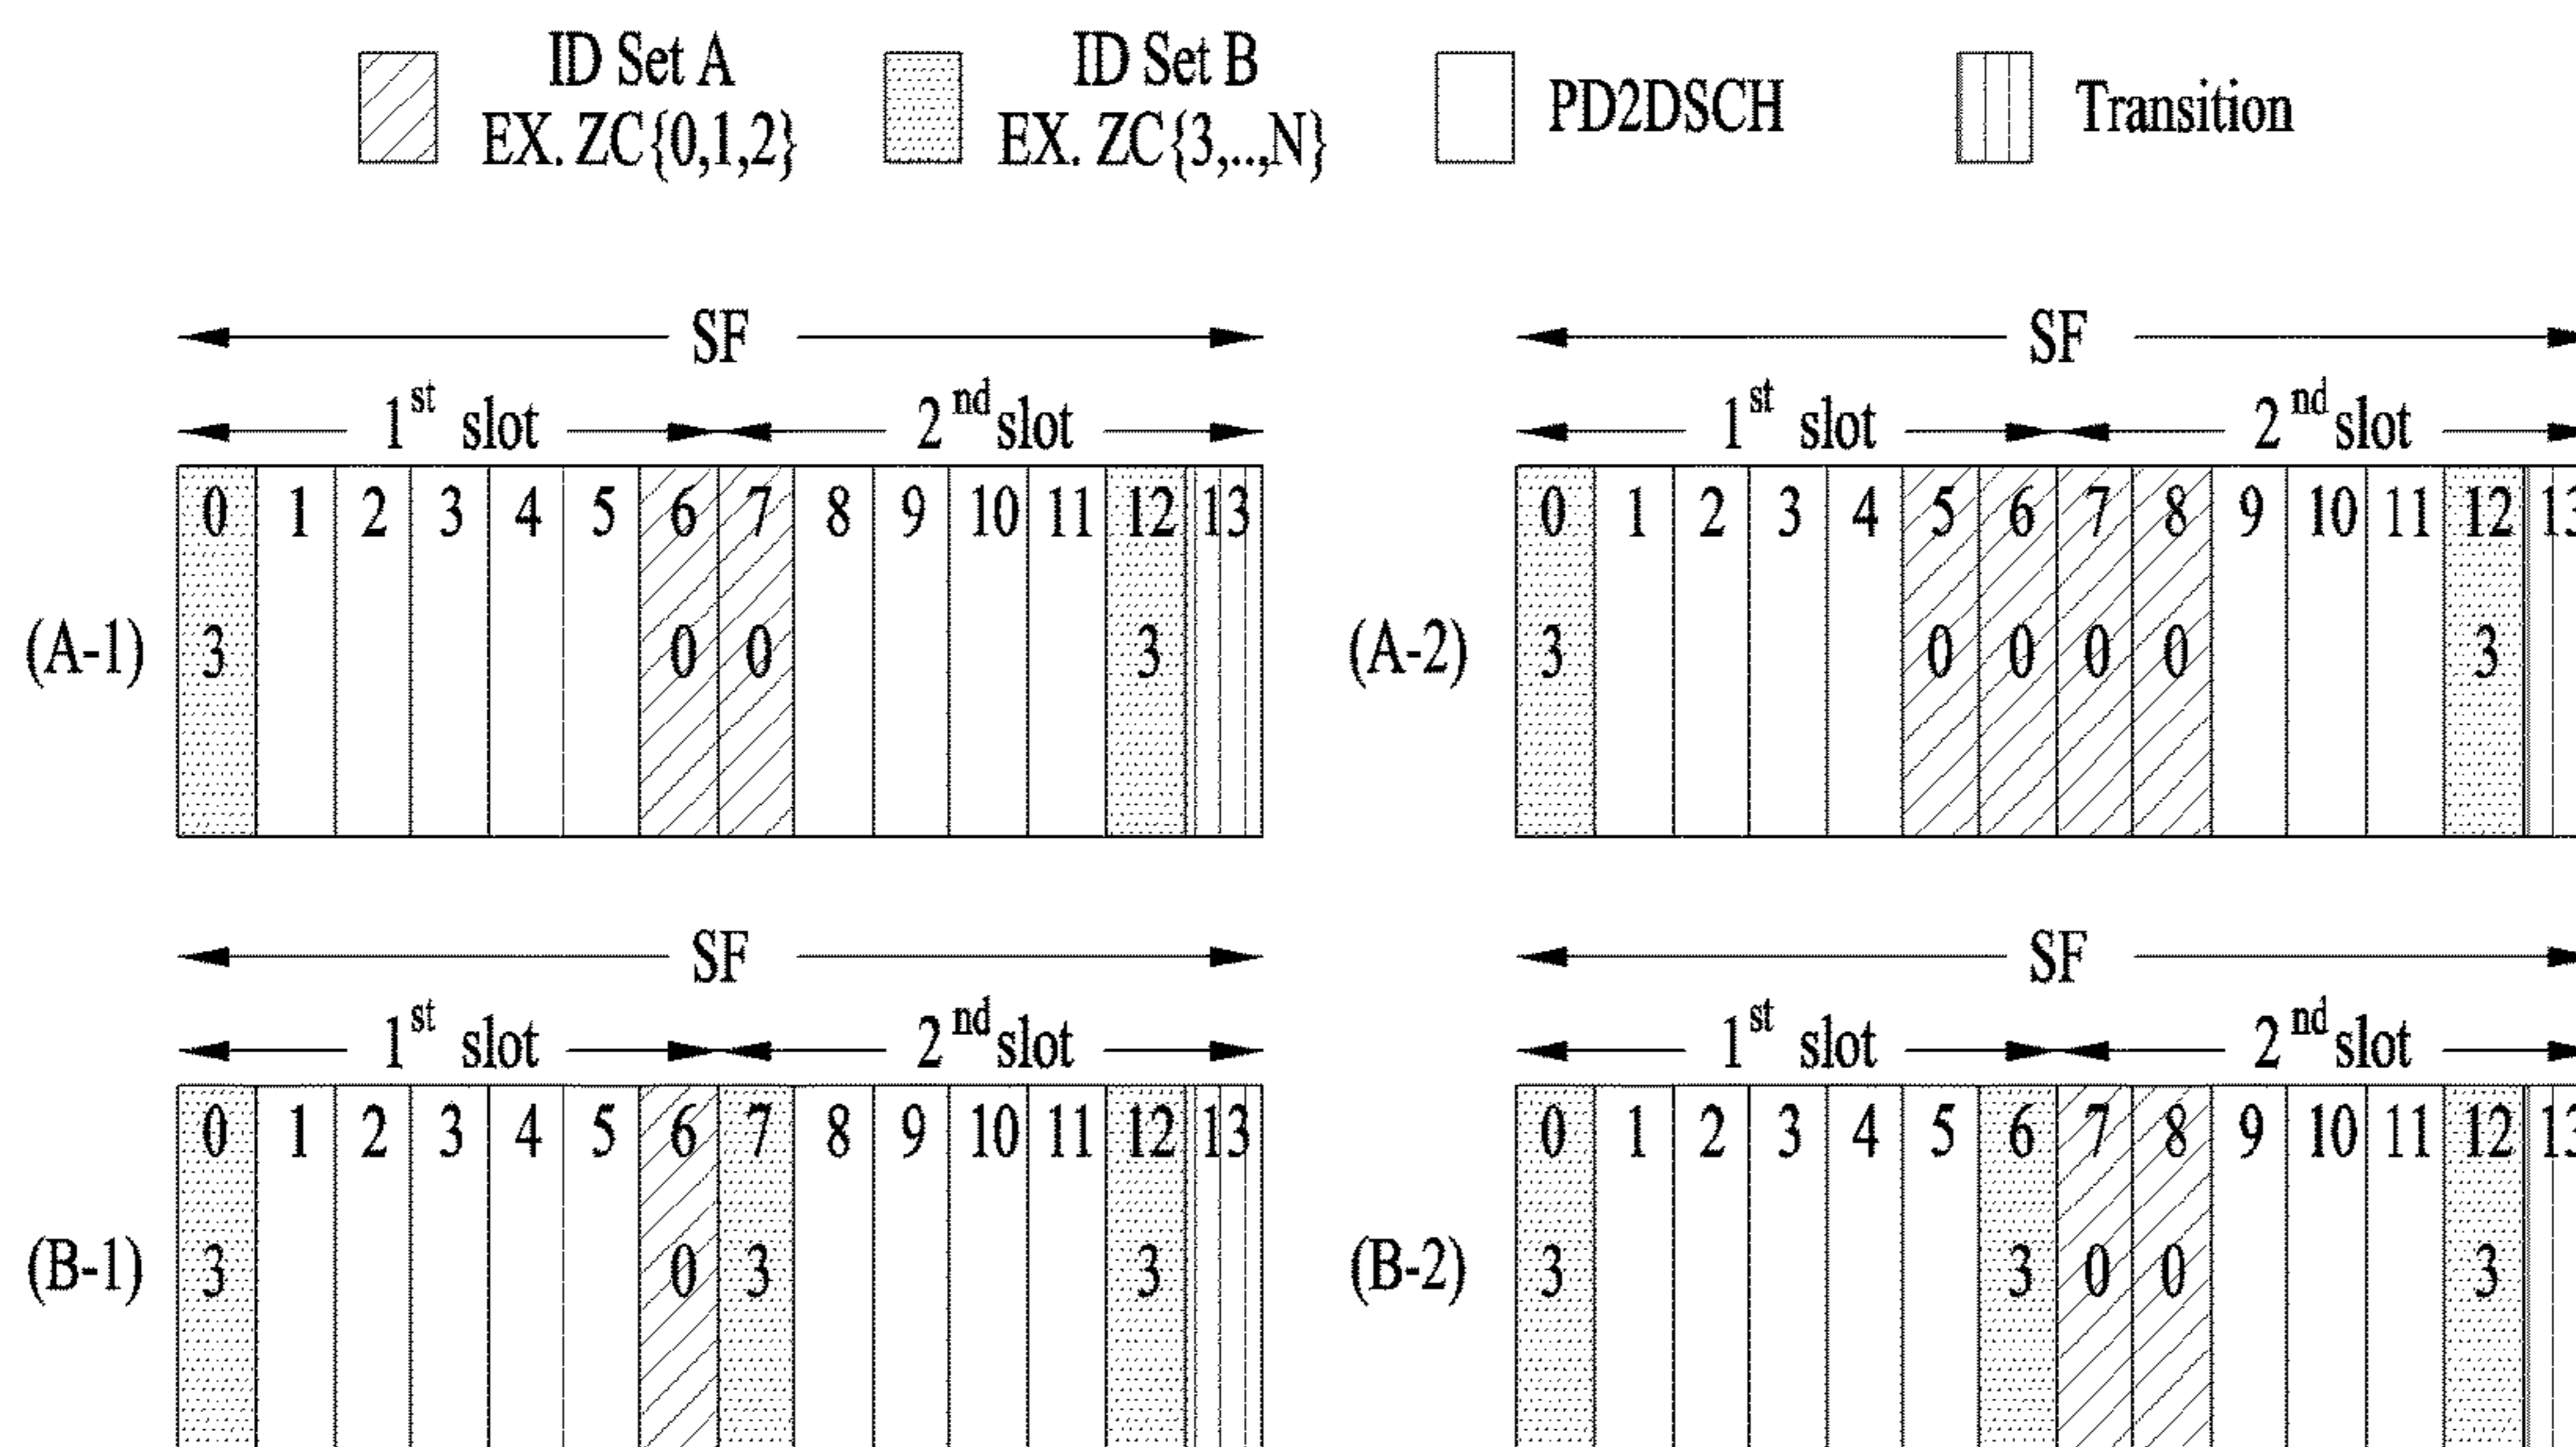 ID Set A
EX. ZC{0,1,2}
ID Set B
EX. ZC{3,..,N}
PD2DSCH
Transition
SF
1st slot 2nd slot
0 1 2 3 4 5 6 7 8 9 10 11 12 13
(A-1) 3 0 0 3
SF
1st slot 2nd slot
0 1 2 3 4 5 6 7 8 9 10 11 12 13
(A-2) 3 0 0 0 0 3
SF
1st slot 2nd slot
0 1 2 3 4 5 6 7 8 9 10 11 12 13
(B-1) 3 0 3 3
SF
1st slot 2nd slot
0 1 2 3 4 5 6 7 8 9 10 11 12 13
(B-2) 3 3 0 0 3